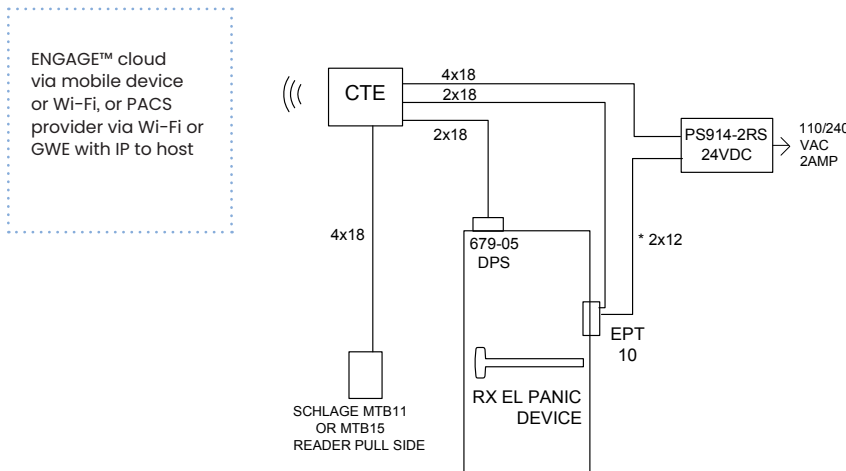 ENGAGE™ cloud
via mobile device
or Wi-Fi, or PACS
provider via Wi-Fi or
GWE with IP to host
CTE
4x18
2x18
2x18
4x18
PS914-2RS
24VDC
110/240
VAC
2AMP
679-05
DPS
* 2x12
EPT
10
RX EL PANIC
DEVICE
SCHLAGE MTB11
OR MTB15
READER PULL SIDE